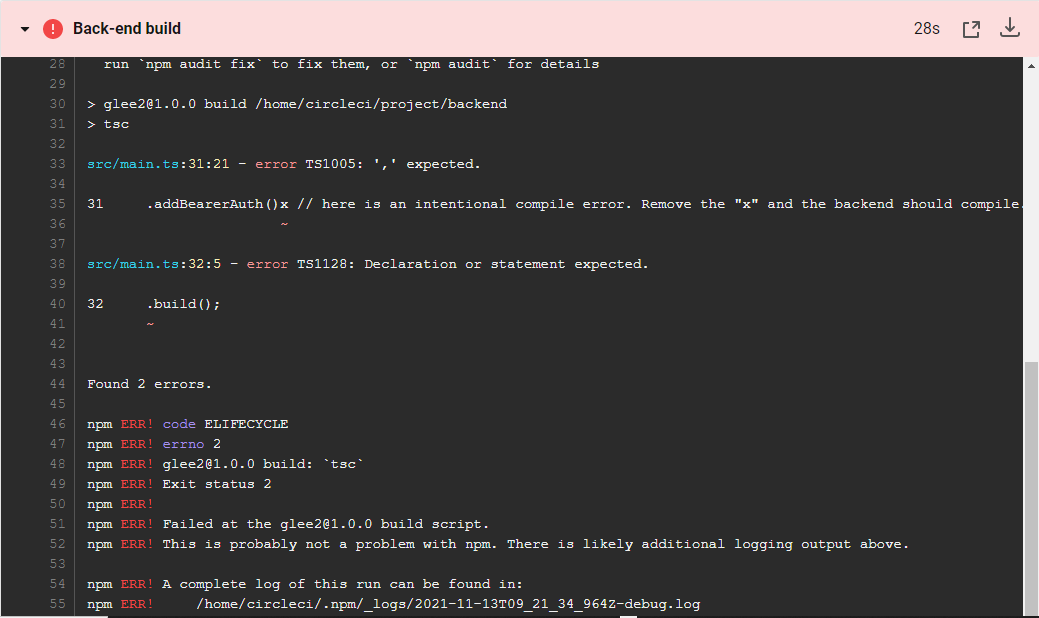 Back-end build 28s
28 run `npm audit fix` to fix them, or `npm audit` for details
29
30 > glee2@1.0.0 build /home/circleci/project/backend
31 > tsc
32
33 src/main.ts:31:21 - error TS1005: ',' expected.
34
35 31 .addBearerAuth()x // here is an intentional compile error. Remove the "x" and the backend should compile.
36 ~
37
38 src/main.ts:32:5 - error TS1128: Declaration or statement expected.
39
40 32 .build();
41 ~
42
43
44 Found 2 errors.
45
46 npm ERR! code ELIFECYCLE
47 npm ERR! errno 2
48 npm ERR! glee2@1.0.0 build: `tsc`
49 npm ERR! Exit status 2
50 npm ERR!
51 npm ERR! Failed at the glee2@1.0.0 build script.
52 npm ERR! This is probably not a problem with npm. There is likely additional logging output above.
53
54 npm ERR! A complete log of this run can be found in:
55 npm ERR! /home/circleci/.npm/_logs/2021-11-13T09_21_34_964Z-debug.log